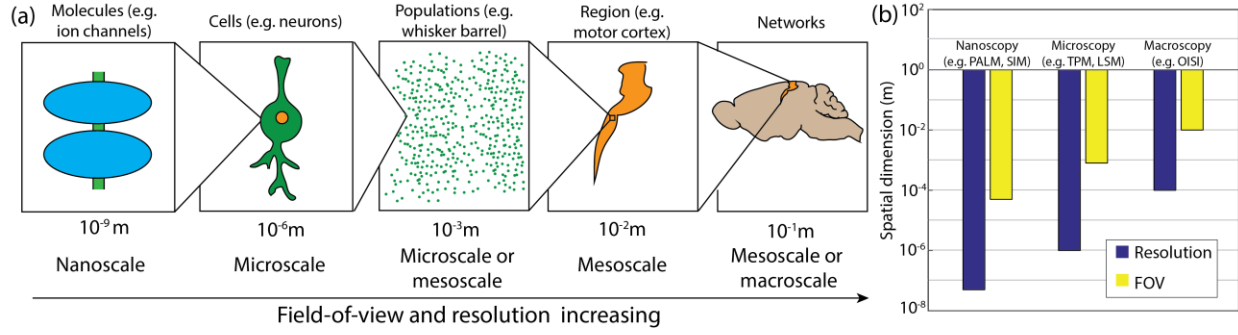 (a)
Molecules (e.g.
ion channels)
Cells (e.g. neurons)
Populations (e.g.
whisker barrel)
Region (e.g.
motor cortex)
Networks
10⁻⁹m
10⁻⁶m
10⁻³m
10⁻²m
10⁻¹m
Nanoscale
Microscale
Microscale or
mesoscale
Mesoscale
Mesoscale or
macroscale
Field-of-view and resolution increasing
(b)
Spatial dimension (m)
10²
10⁰
10⁻²
10⁻⁴
10⁻⁶
10⁻⁸
Nanoscopy
(e.g. PALM, SIM)
Microscopy
(e.g. TPM, LSM)
Macroscopy
(e.g. OISI)
Resolution
FOV